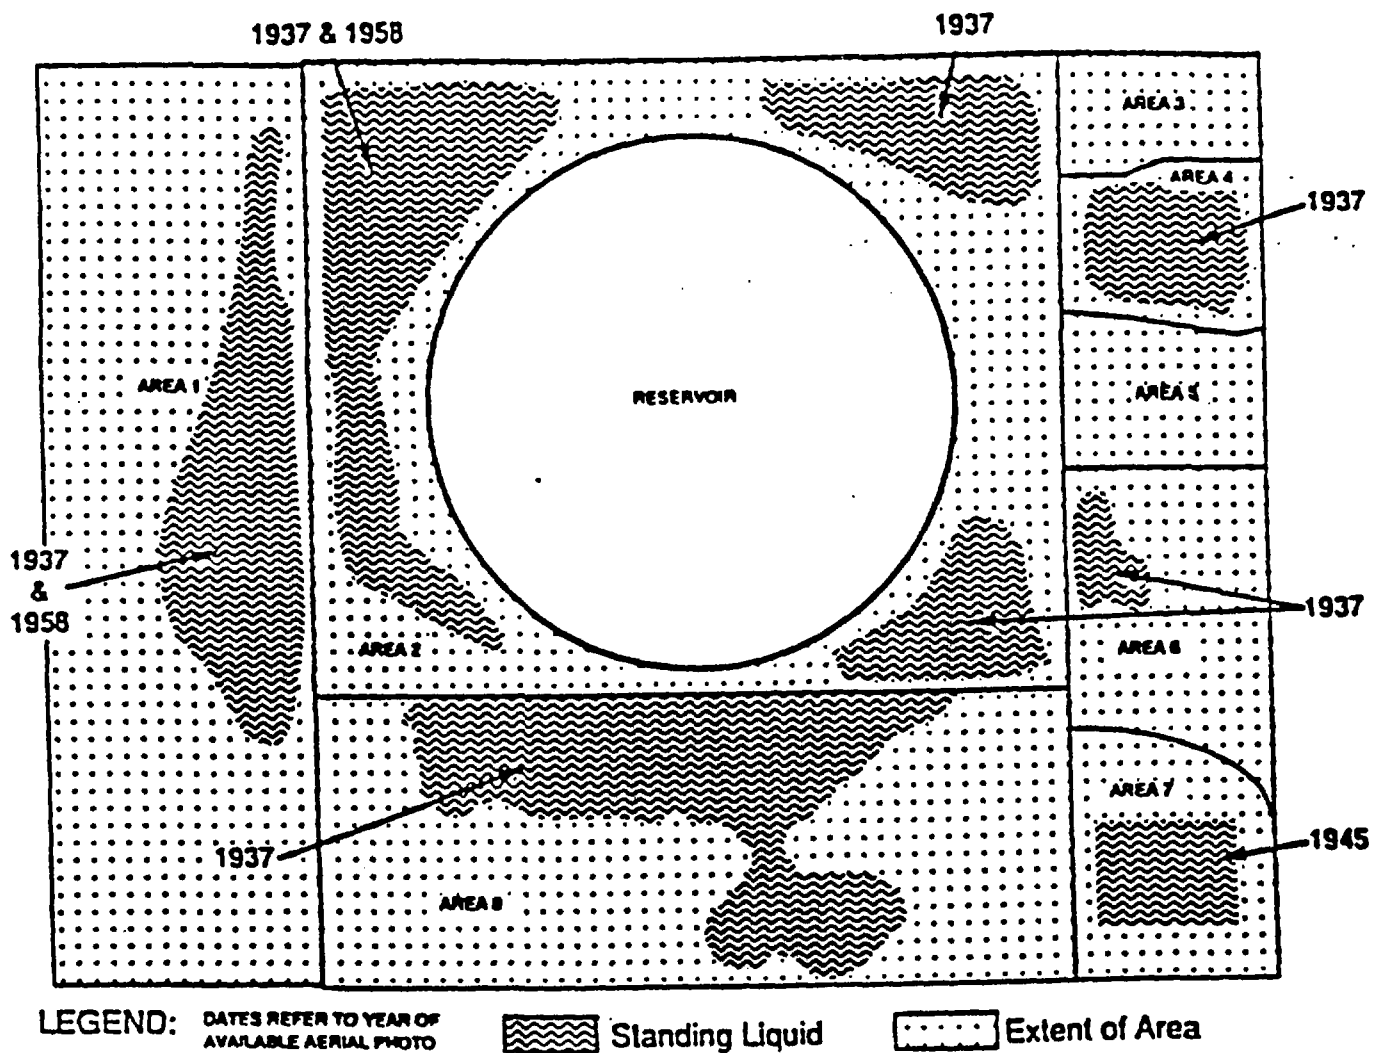 1937 & 1958
1937
AREA 3
AREA 4
1937
AREA 1
RESERVOIR
AREA 5
1937
&
1958
1937
AREA 2
AREA 6
AREA 7
1937
1945
AREA 8
LEGEND:
DATES REFER TO YEAR OF
AVAILABLE AERIAL PHOTO
Standing Liquid
Extent of Area